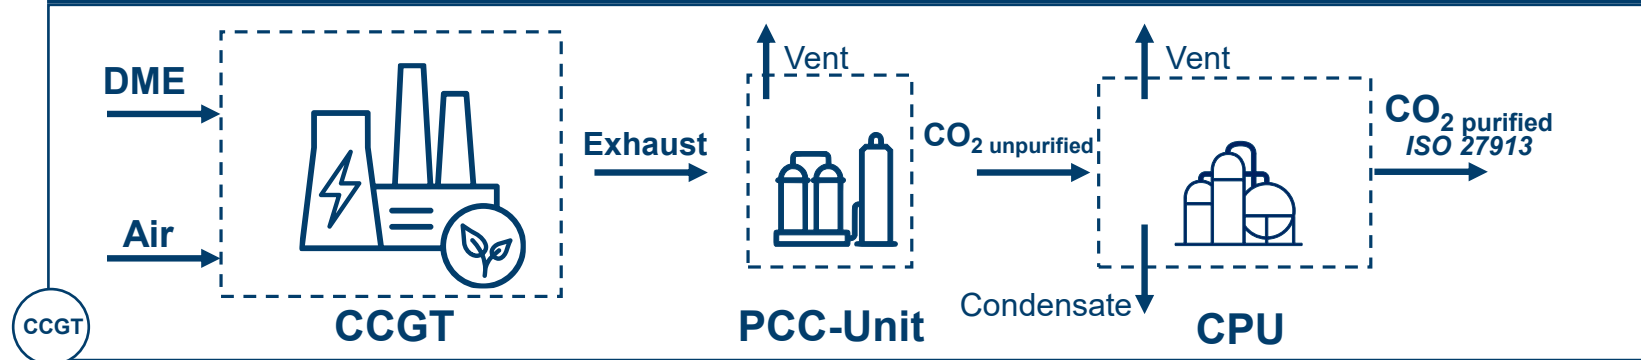 DME
Air
CCGT
Exhaust
Vent
PCC-Unit
CO2 unpurified
Vent
Condensate
CPU
CO2 purified
ISO 27913
CCGT